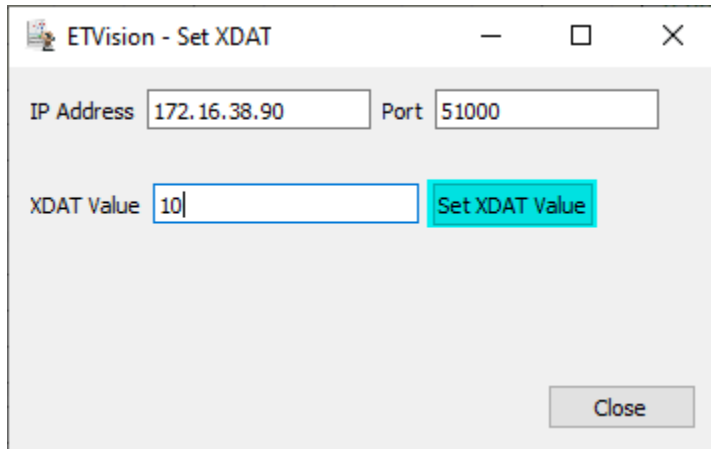 ETVision - Set XDAT
IP Address 172.16.38.90 Port 51000
XDAT Value 10 Set XDAT Value
Close